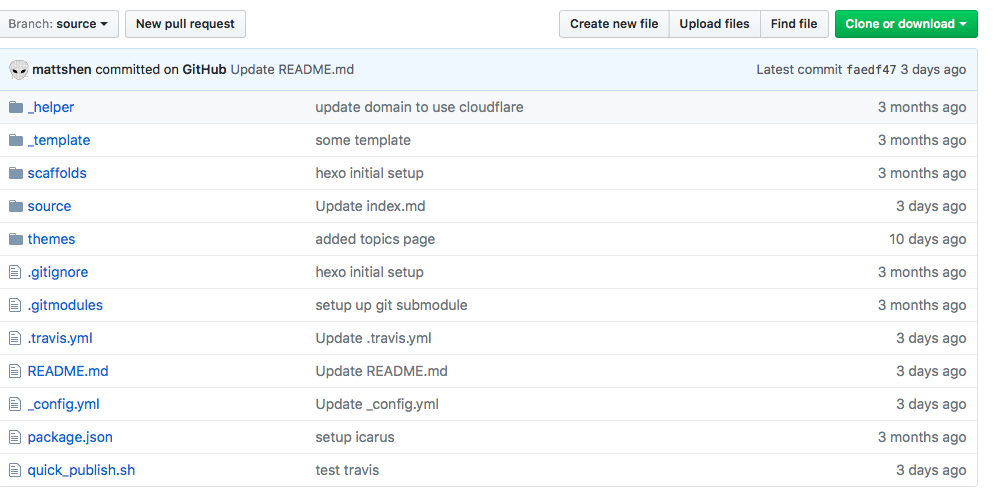 Branch: source New pull request Create new file Upload files Find file Clone or download
mattshen committed on GitHub Update README.md Latest commit faedf47 3 days ago
_helper update domain to use cloudflare 3 months ago
_template some template 3 months ago
scaffolds hexo initial setup 3 months ago
source Update index.md 3 days ago
themes added topics page 10 days ago
.gitignore hexo initial setup 3 months ago
.gitmodules setup up git submodule 3 months ago
.travis.yml Update .travis.yml 3 days ago
README.md Update README.md 3 days ago
_config.yml Update _config.yml 3 days ago
package.json setup icarus 3 months ago
quick_publish.sh test travis 3 days ago